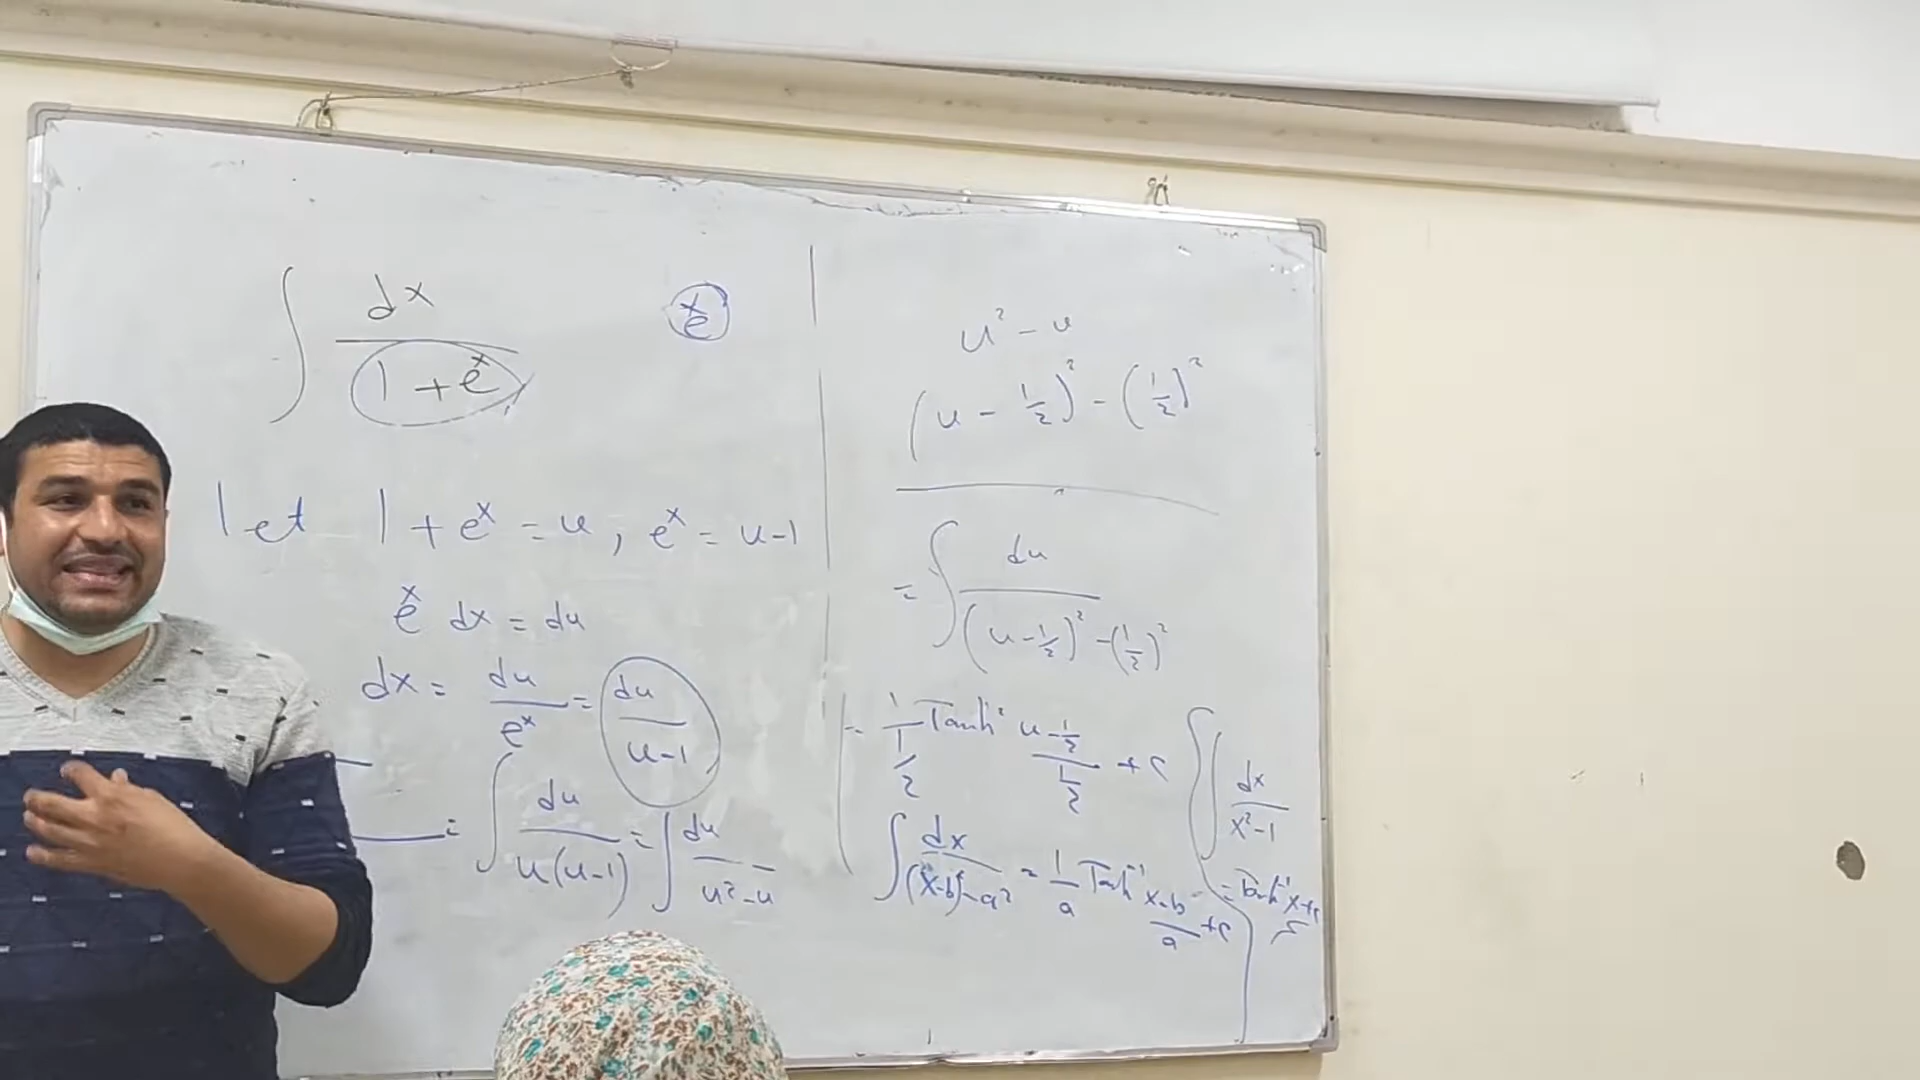 ∫ dx / (1 + e^x)
e^x
let 1 + e^x = u, e^x = u-1
e^x dx = du
dx = du/e^x = du/(u-1)
= ∫ du / u(u-1) = ∫ du / (u²-u)
u² - u
(u - 1/2)² - (1/2)²
= ∫ du / ((u-1/2)² - (1/2)²)
= 1/(1/2) Tanh⁻¹ (u-1/2)/(1/2) + c
∫ dx / ((x-b)² - a²) = 1/a Tanh⁻¹ (x-b)/a + c
∫ dx / (x²-1)
= Tanh⁻¹ x + c